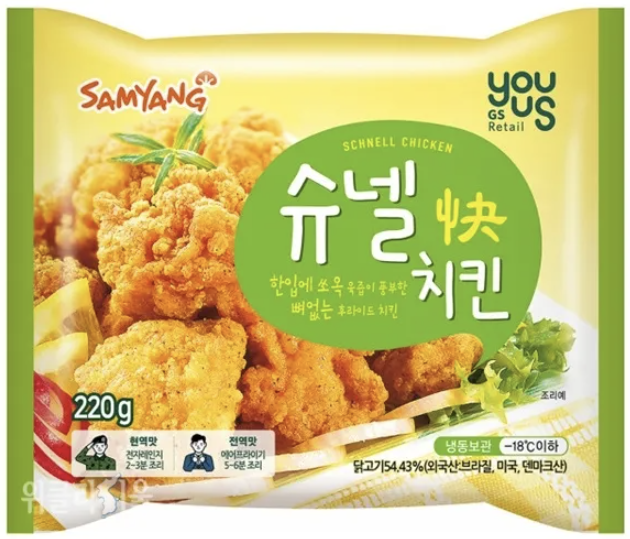 SAMYANG
YOU
US
GS
Retail
SCHNELL CHICKEN
슈넬 快
치킨
한입에 쏘옥 육즙이 풍부한
뼈없는 후라이드 치킨
조리예
220g
현역맛
전자레인지
2~3분 조리
전역맛
에어프라이기
5~6분 조리
냉동보관 -18℃이하
닭고기54.43%(외국산:브라질, 미국, 덴마크산)